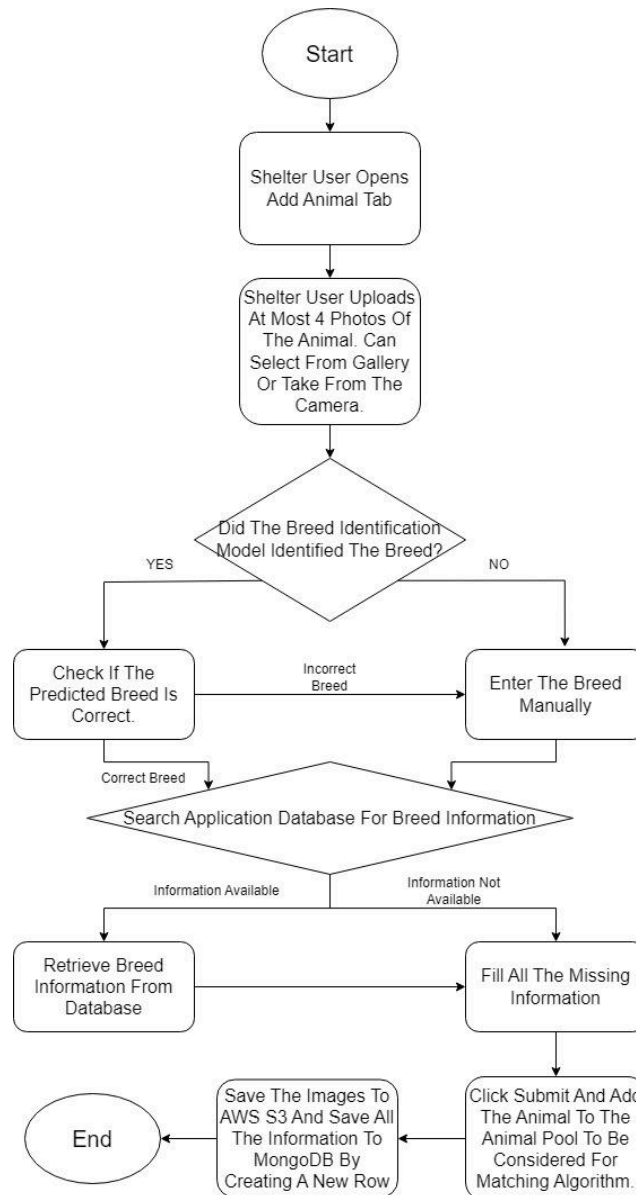 Start
Shelter User Opens
Add Animal Tab
Shelter User Uploads
At Most 4 Photos Of
The Animal. Can
Select From Gallery
Or Take From The
Camera.
Did The Breed Identification
Model Identified The Breed?
YES
NO
Check If The
Predicted Breed Is
Correct.
Incorrect
Breed
Enter The Breed
Manually
Correct Breed
Search Application Database For Breed Information
Information Available
Information Not
Available
Retrieve Breed
Information From
Database
Fill All The Missing
Information
Click Submit And Add
The Animal To The
Animal Pool To Be
Considered For
Matching Algorithm.
Save The Images To
AWS S3 And Save All
The Information To
MongoDB By
Creating A New Row
End